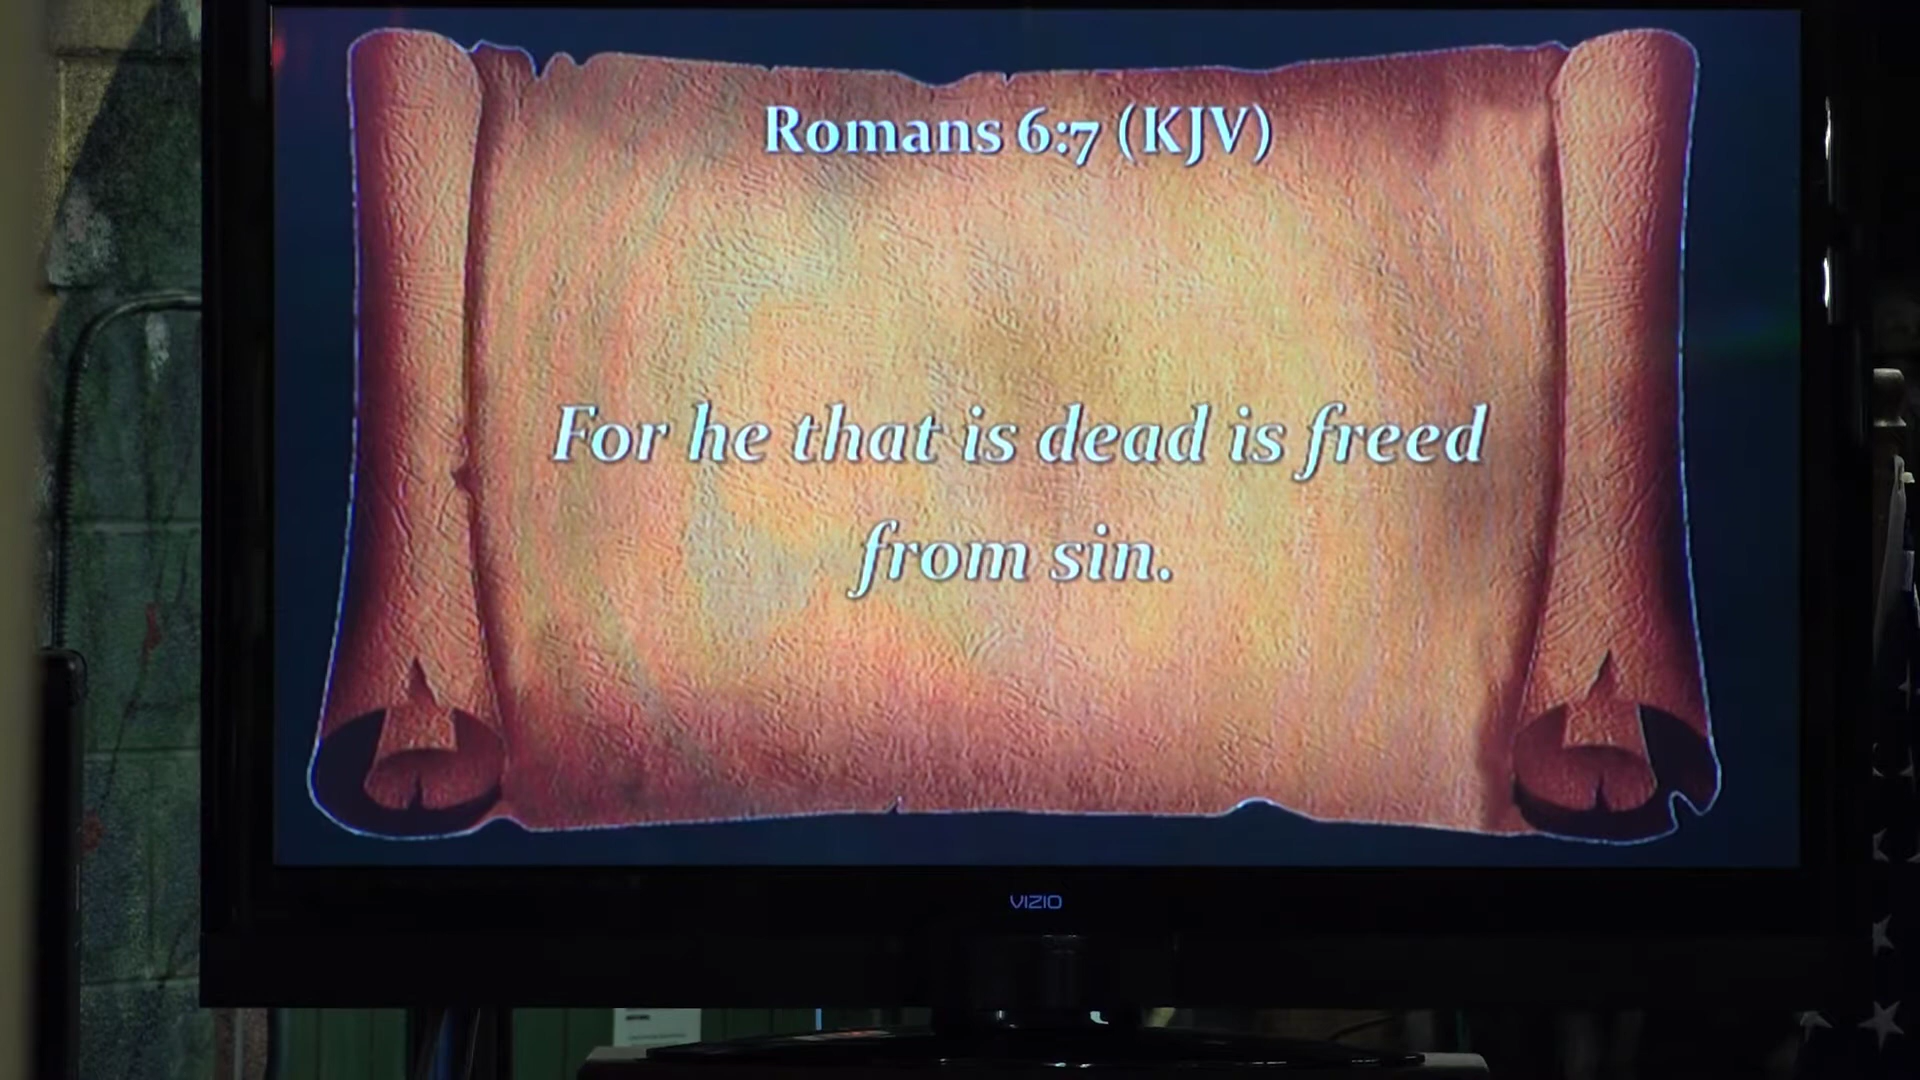 Romans 6:7 (KJV)
For he that is dead is freed
from sin.
VIZIO